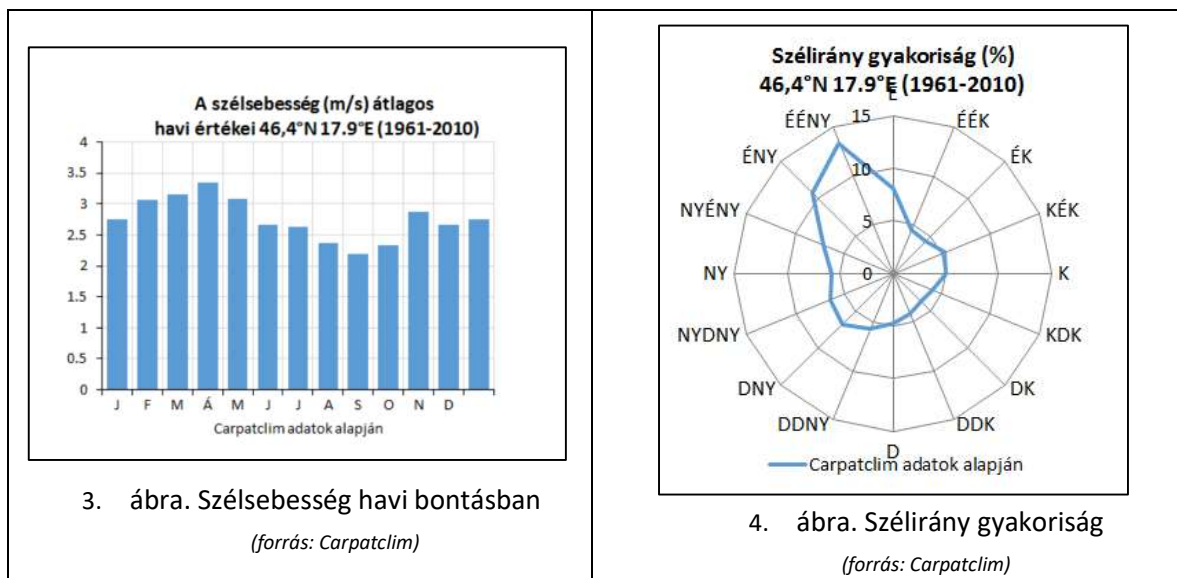 A szélsebesség (m/s) átlagos
havi értékei 46,4°N 17.9°E (1961-2010)
4
3.5
3
2.5
2
1.5
1
0.5
0
J F M Á M J J A S O N D
Carpatclim adatok alapján
3. ábra. Szélsebesség havi bontásban
(forrás: Carpatclim)
Szélirány gyakoriság (%)
46,4°N 17.9°E (1961-2010)
É
15
ÉÉNY
ÉÉK
ÉNY
ÉK
10
NYÉNY
KÉK
5
NY
0
K
NYDNY
KDK
DNY
DK
DDNY
DDK
D
Carpatclim adatok alapján
4. ábra. Szélirány gyakoriság
(forrás: Carpatclim)